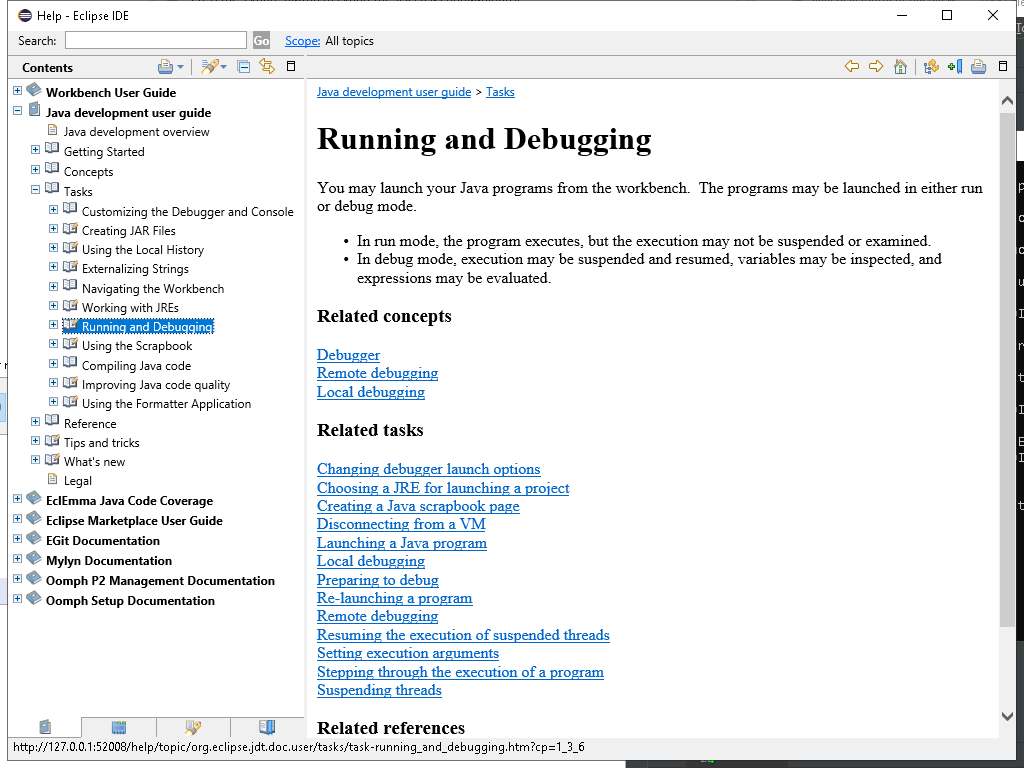 Help - Eclipse IDE
Search:
Go
Scope: All topics
Contents
Workbench User Guide
Java development user guide
Java development overview
Getting Started
Concepts
Tasks
Customizing the Debugger and Console
Creating JAR Files
Using the Local History
Externalizing Strings
Navigating the Workbench
Working with JREs
Running and Debugging
Using the Scrapbook
Compiling Java code
Improving Java code quality
Using the Formatter Application
Reference
Tips and tricks
What's new
Legal
EclEmma Java Code Coverage
Eclipse Marketplace User Guide
EGit Documentation
Mylyn Documentation
Oomph P2 Management Documentation
Oomph Setup Documentation
Java development user guide > Tasks
Running and Debugging
You may launch your Java programs from the workbench.  The programs may be launched in either run
or debug mode.
• In run mode, the program executes, but the execution may not be suspended or examined.
• In debug mode, execution may be suspended and resumed, variables may be inspected, and
expressions may be evaluated.
Related concepts
Debugger
Remote debugging
Local debugging
Related tasks
Changing debugger launch options
Choosing a JRE for launching a project
Creating a Java scrapbook page
Disconnecting from a VM
Launching a Java program
Local debugging
Preparing to debug
Re-launching a program
Remote debugging
Resuming the execution of suspended threads
Setting execution arguments
Stepping through the execution of a program
Suspending threads
Related references
http://127.0.0.1:52008/help/topic/org.eclipse.jdt.doc.user/tasks/task-running_and_debugging.htm?cp=1_3_6